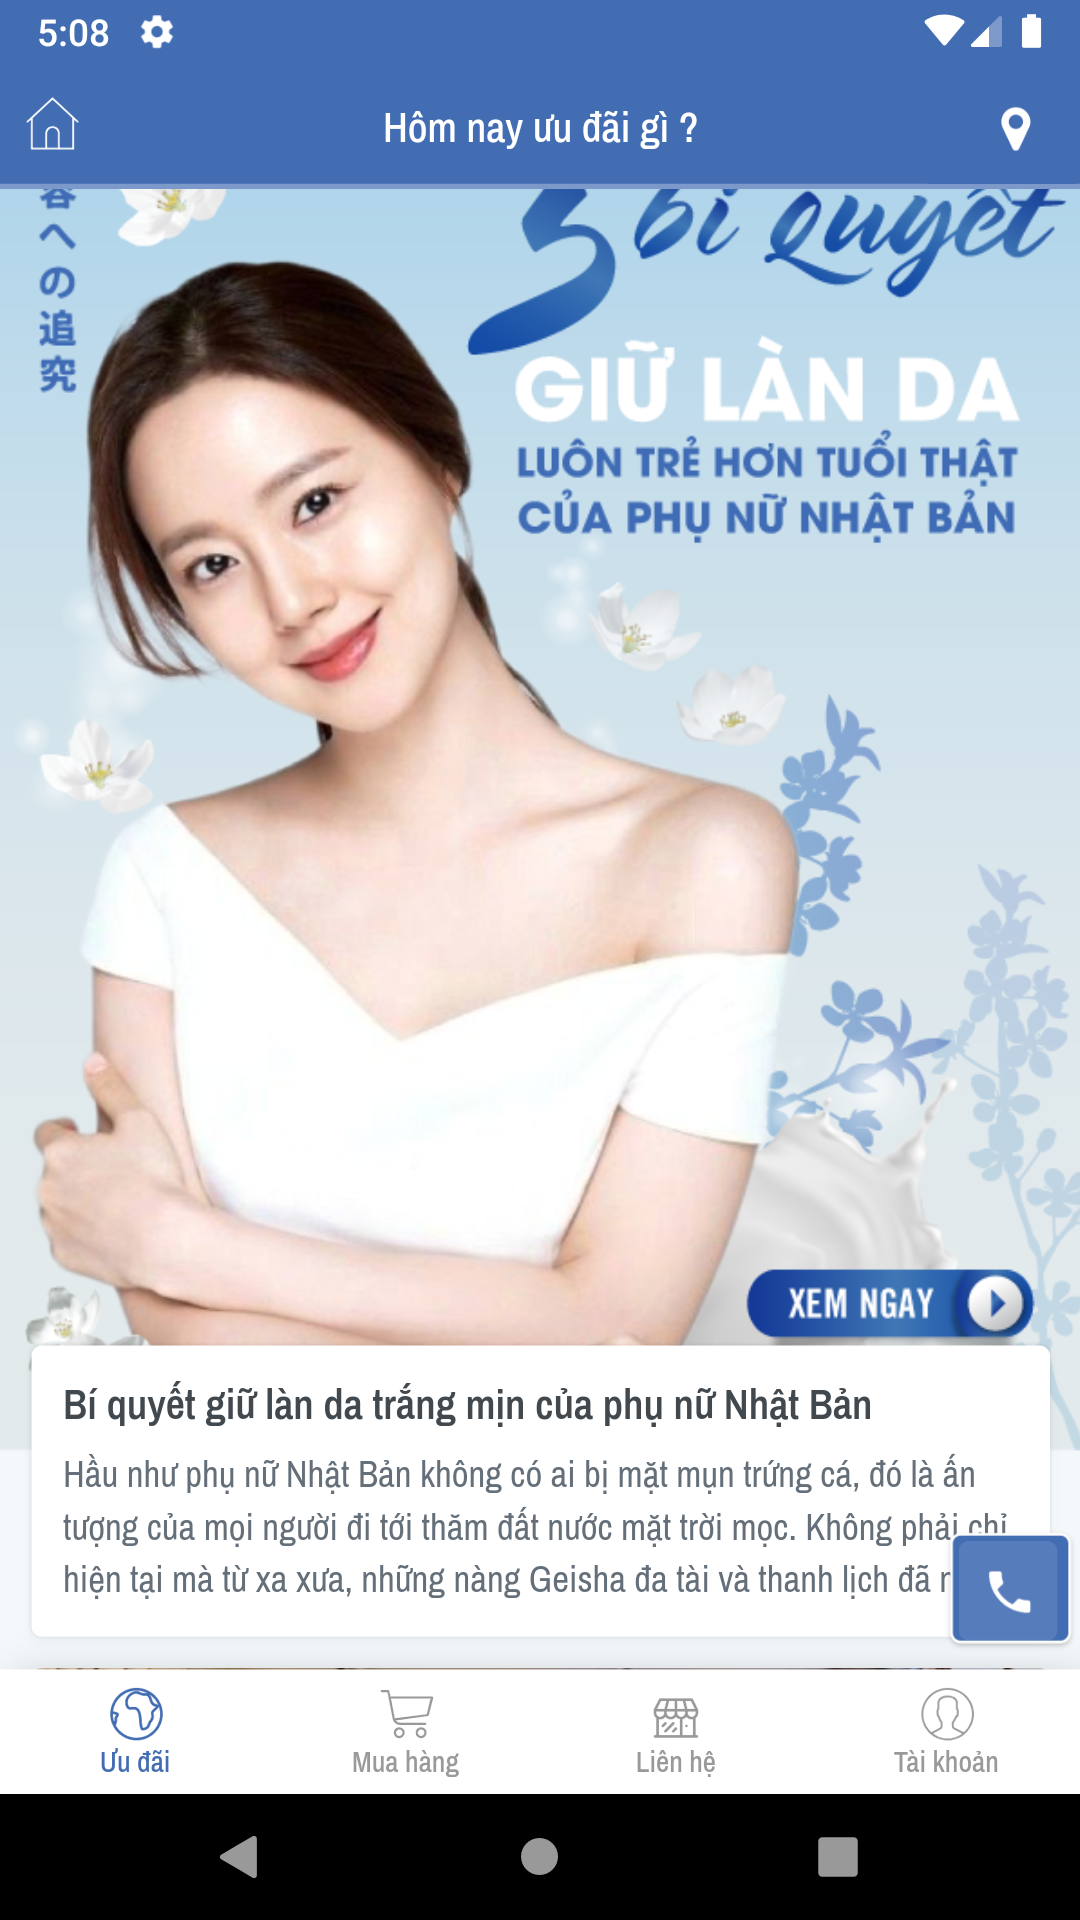 5:08
Hôm nay ưu đãi gì ?
容への追究
3 bí quyết
GIỮ LÀN DA
LUÔN TRẺ HƠN TUỔI THẬT
CỦA PHỤ NỮ NHẬT BẢN
XEM NGAY
Bí quyết giữ làn da trắng mịn của phụ nữ Nhật Bản
Hầu như phụ nữ Nhật Bản không có ai bị mặt mụn trứng cá, đó là ấn
tượng của mọi người đi tới thăm đất nước mặt trời mọc. Không phải chỉ
hiện tại mà từ xa xưa, những nàng Geisha đa tài và thanh lịch đã
Ưu đãi
Mua hàng
Liên hệ
Tài khoản